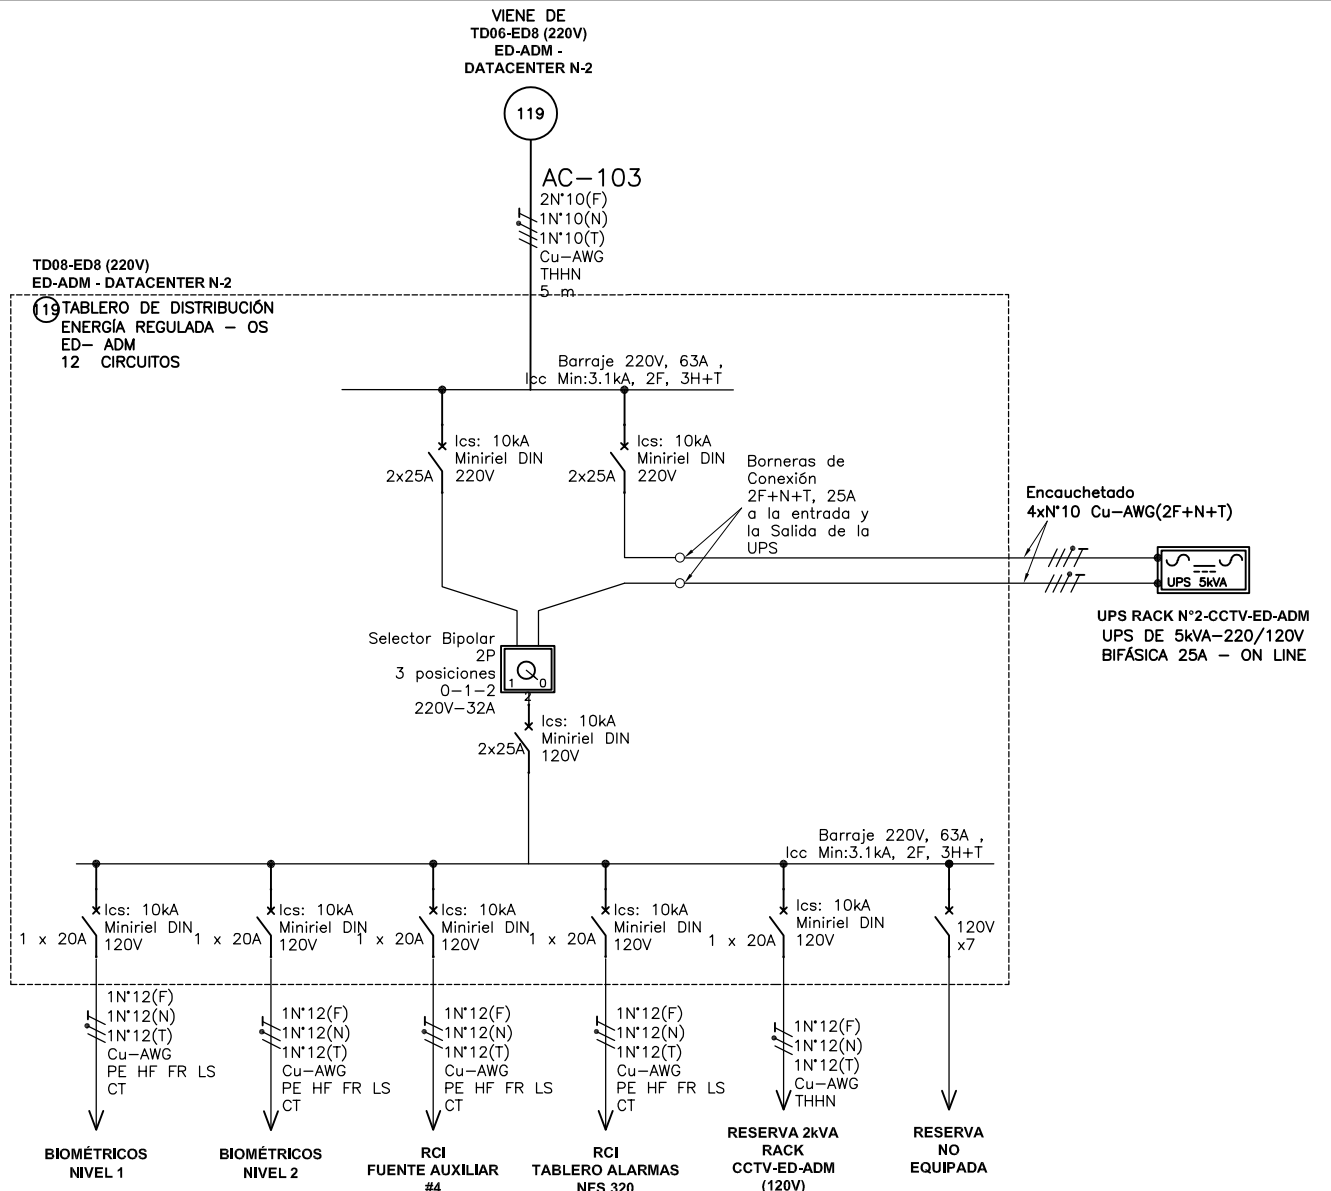 VIENE DE
TD06-ED8 (220V)
ED-ADM -
DATACENTER N-2
119
AC-103
2N°10(F)
1N°10(N)
1N°10(T)
Cu-AWG
THHN
5 m
TD08-ED8 (220V)
ED-ADM - DATACENTER N-2
119
TABLERO DE DISTRIBUCIÓN
ENERGÍA REGULADA - OS
ED- ADM
12 CIRCUITOS
Barraje 220V, 63A ,
Icc Min:3.1kA, 2F, 3H+T
Ics: 10kA
Miniriel DIN
2x25A 220V
Ics: 10kA
Miniriel DIN
2x25A 220V
Borneras de
Conexión
2F+N+T, 25A
a la entrada y
la Salida de la
UPS
Encauchetado
4xN°10 Cu-AWG(2F+N+T)
UPS 5kVA
UPS RACK N°2-CCTV-ED-ADM
UPS DE 5kVA-220/120V
BIFÁSICA 25A - ON LINE
Selector Bipolar
2P
3 posiciones
0-1-2
220V-32A
1 0
2
Ics: 10kA
Miniriel DIN
2x25A 120V
Barraje 220V, 63A ,
Icc Min:3.1kA, 2F, 3H+T
Ics: 10kA
Miniriel DIN
1 x 20A 120V
Ics: 10kA
Miniriel DIN
1 x 20A 120V
Ics: 10kA
Miniriel DIN
1 x 20A 120V
Ics: 10kA
Miniriel DIN
1 x 20A 120V
Ics: 10kA
Miniriel DIN
1 x 20A 120V
120V
x7
1N°12(F)
1N°12(N)
1N°12(T)
Cu-AWG
PE HF FR LS
CT
1N°12(F)
1N°12(N)
1N°12(T)
Cu-AWG
PE HF FR LS
CT
1N°12(F)
1N°12(N)
1N°12(T)
Cu-AWG
PE HF FR LS
CT
1N°12(F)
1N°12(N)
1N°12(T)
Cu-AWG
PE HF FR LS
CT
1N°12(F)
1N°12(N)
1N°12(T)
Cu-AWG
THHN
BIOMÉTRICOS
NIVEL 1
BIOMÉTRICOS
NIVEL 2
RCI
FUENTE AUXILIAR
#4
RCI
TABLERO ALARMAS
NFS 320
RESERVA 2kVA
RACK
CCTV-ED-ADM
(120V)
RESERVA
NO
EQUIPADA